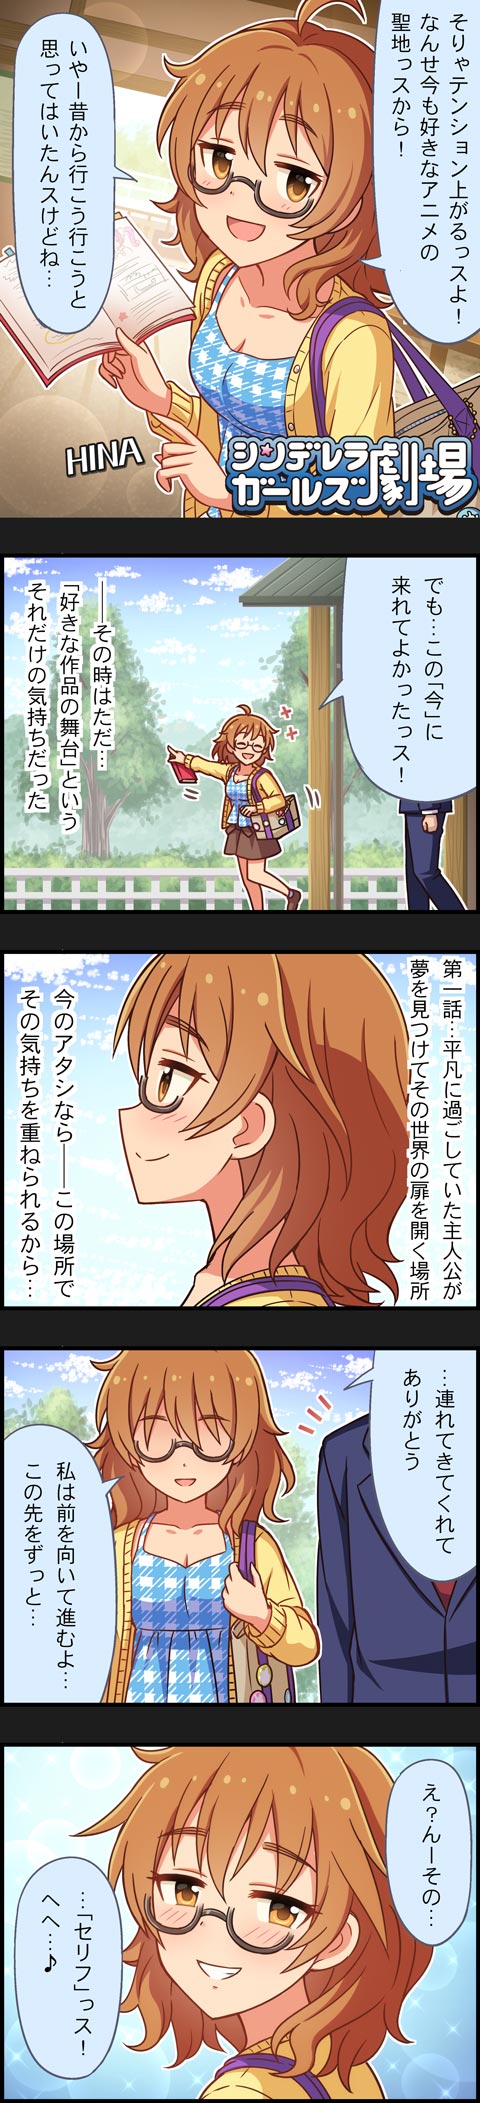 そりゃテンション上がるっスよ！
なんせ今も好きなアニメの
聖地っスから！
いやー昔から行こう行こうと
思ってはいたんスけどね…
HINA
シンデレラ
ガールズ劇場
でも…この「今」に
来れてよかったっス！
――その時はただ…
「好きな作品の舞台」という
それだけの気持ちだった
第一話…平凡に過ごしていた主人公が
夢を見つけてその世界の扉を開く場所
今のアタシなら――この場所で
その気持ちを重ねられるから…
…連れてきてくれて
ありがとう
私は前を向いて進むよ…
この先をずっと…
え？んーその…
…「セリフ」っス！
へへ…♪